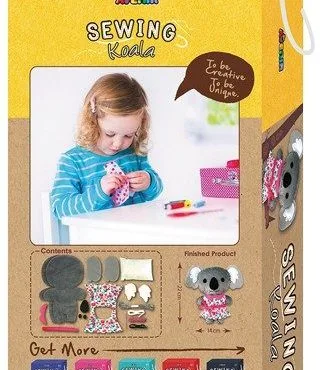 SEWING
Koala
To be
Creative
To be
Unique.
Contents
Finished Product
22cm
14cm
Get More
SEWING
Koala